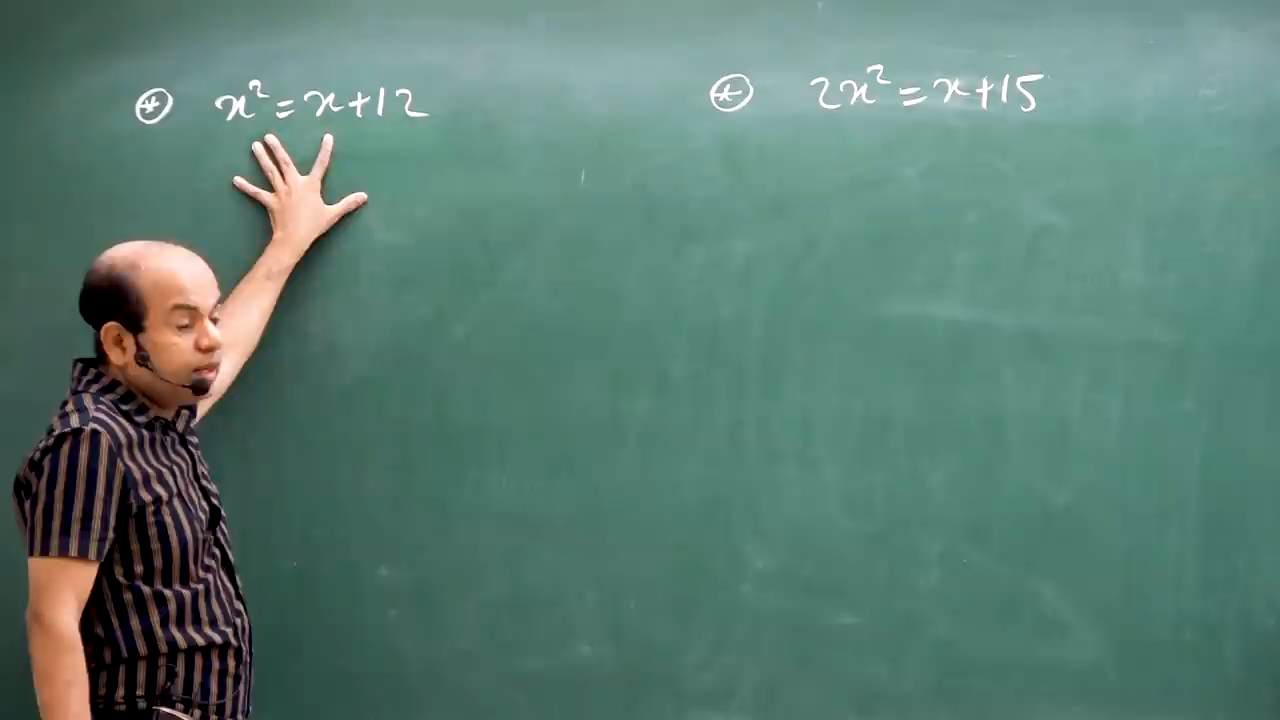 ⊛ x² = x+12
⊛ 2x² = x+15